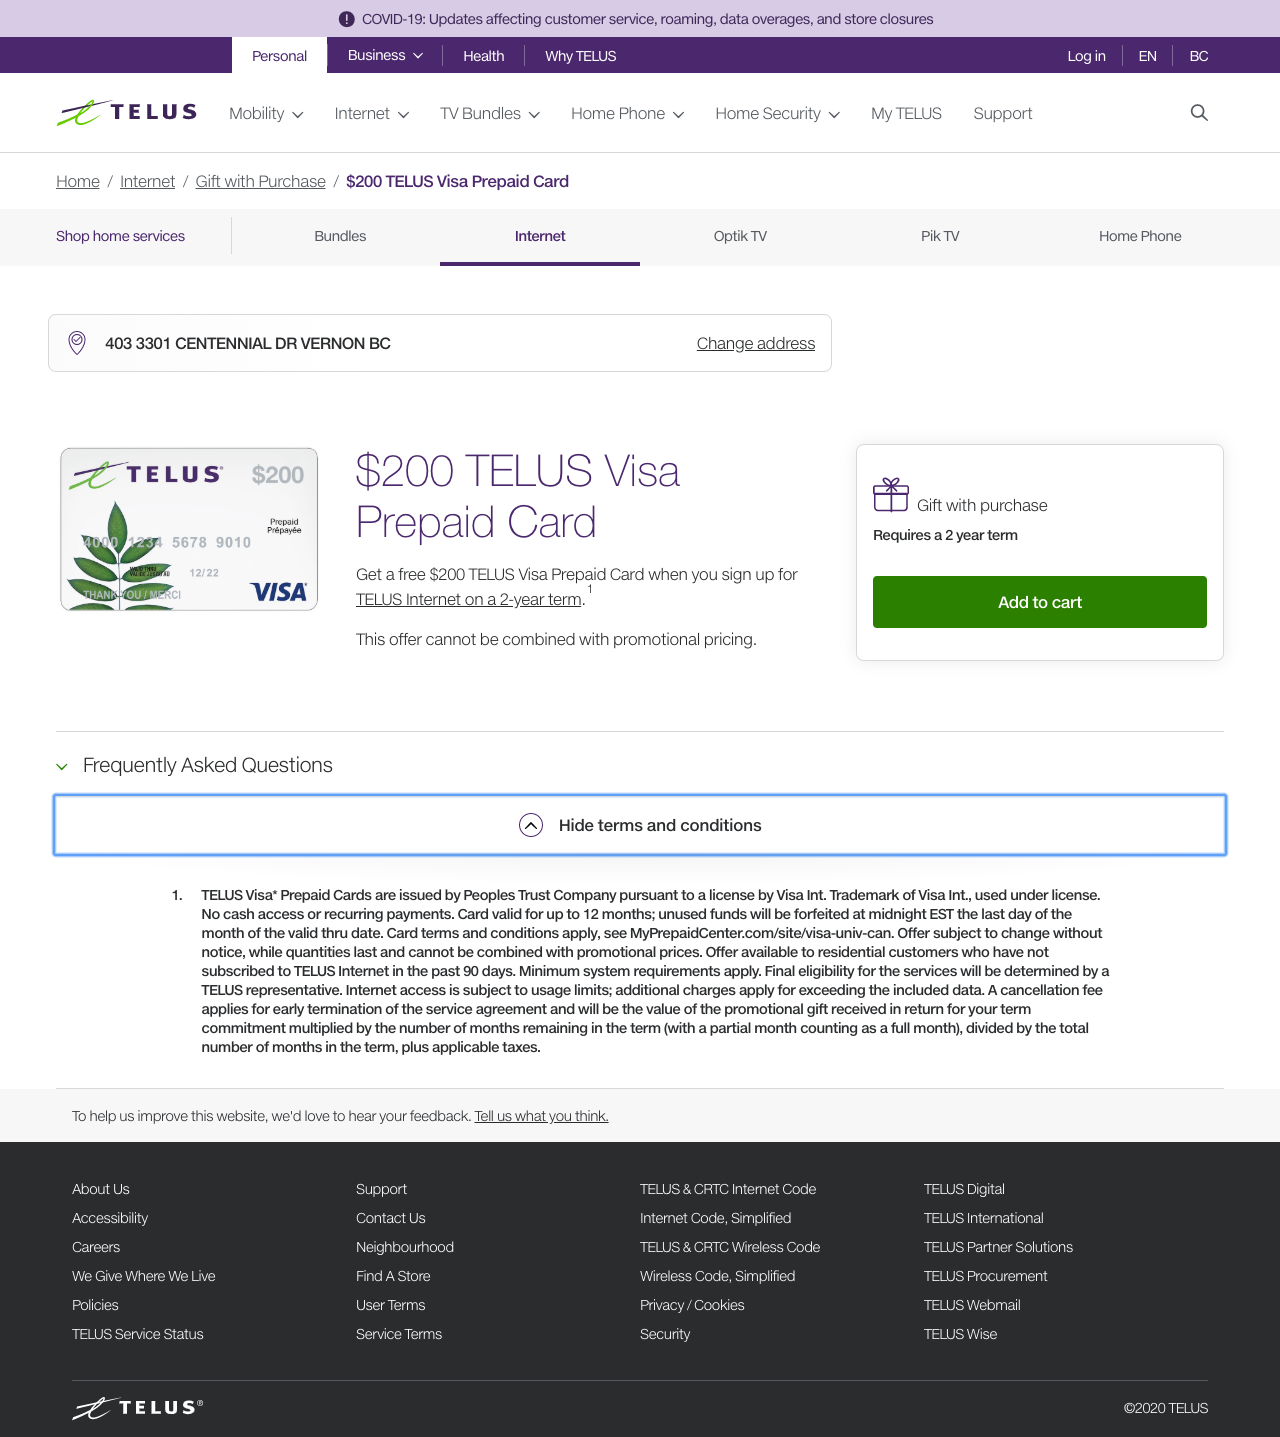 COVID-19: Updates affecting customer service, roaming, data overages, and store closures
Personal Business Health Why TELUS Log in EN BC
TELUS Mobility Internet TV Bundles Home Phone Home Security My TELUS Support
Home / Internet / Gift with Purchase / $200 TELUS Visa Prepaid Card
Shop home services Bundles Internet Optik TV Pik TV Home Phone
403 3301 CENTENNIAL DR VERNON BC Change address
TELUS® $200
Prepaid
Prépayée
4000 1234 5678 9010
VALID THRU
12/22
THANK YOU / MERCI
VISA
$200 TELUS Visa
Prepaid Card
Get a free $200 TELUS Visa Prepaid Card when you sign up for
TELUS Internet on a 2-year term.1
This offer cannot be combined with promotional pricing.
Gift with purchase
Requires a 2 year term
Add to cart
Frequently Asked Questions
Hide terms and conditions
1. TELUS Visa* Prepaid Cards are issued by Peoples Trust Company pursuant to a license by Visa Int. Trademark of Visa Int., used under license.
No cash access or recurring payments. Card valid for up to 12 months; unused funds will be forfeited at midnight EST the last day of the
month of the valid thru date. Card terms and conditions apply, see MyPrepaidCenter.com/site/visa-univ-can. Offer subject to change without
notice, while quantities last and cannot be combined with promotional prices. Offer available to residential customers who have not
subscribed to TELUS Internet in the past 90 days. Minimum system requirements apply. Final eligibility for the services will be determined by a
TELUS representative. Internet access is subject to usage limits; additional charges apply for exceeding the included data. A cancellation fee
applies for early termination of the service agreement and will be the value of the promotional gift received in return for your term
commitment multiplied by the number of months remaining in the term (with a partial month counting as a full month), divided by the total
number of months in the term, plus applicable taxes.
To help us improve this website, we'd love to hear your feedback. Tell us what you think.
About Us Support TELUS & CRTC Internet Code TELUS Digital
Accessibility Contact Us Internet Code, Simplified TELUS International
Careers Neighbourhood TELUS & CRTC Wireless Code TELUS Partner Solutions
We Give Where We Live Find A Store Wireless Code, Simplified TELUS Procurement
Policies User Terms Privacy / Cookies TELUS Webmail
TELUS Service Status Service Terms Security TELUS Wise
TELUS® ©2020 TELUS